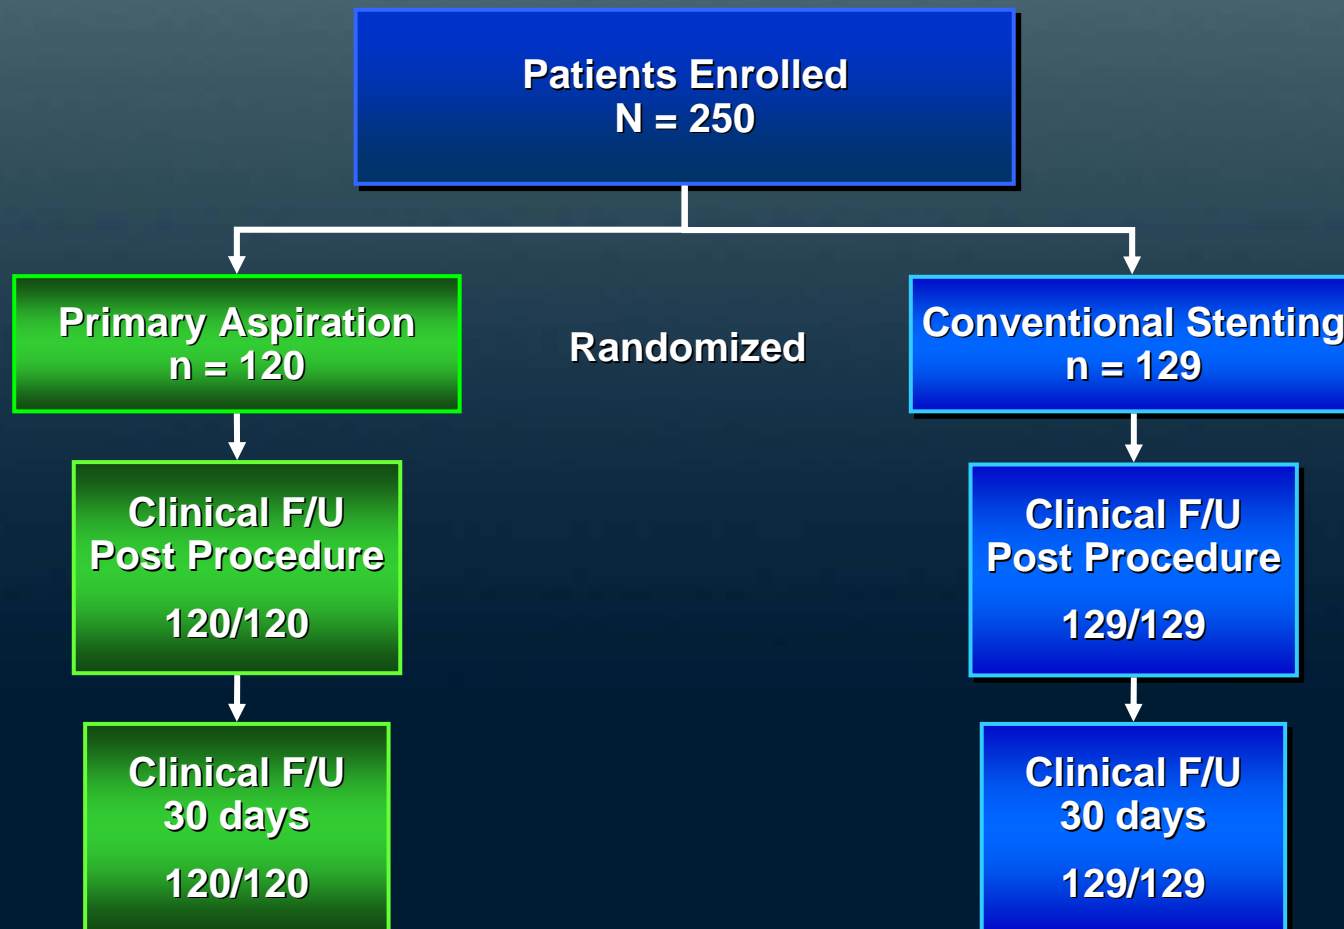 Patients Enrolled
N = 250
Primary Aspiration
n = 120
Randomized
Conventional Stenting
n = 129
Clinical F/U
Post Procedure
120/120
Clinical F/U
Post Procedure
129/129
Clinical F/U
30 days
120/120
Clinical F/U
30 days
129/129